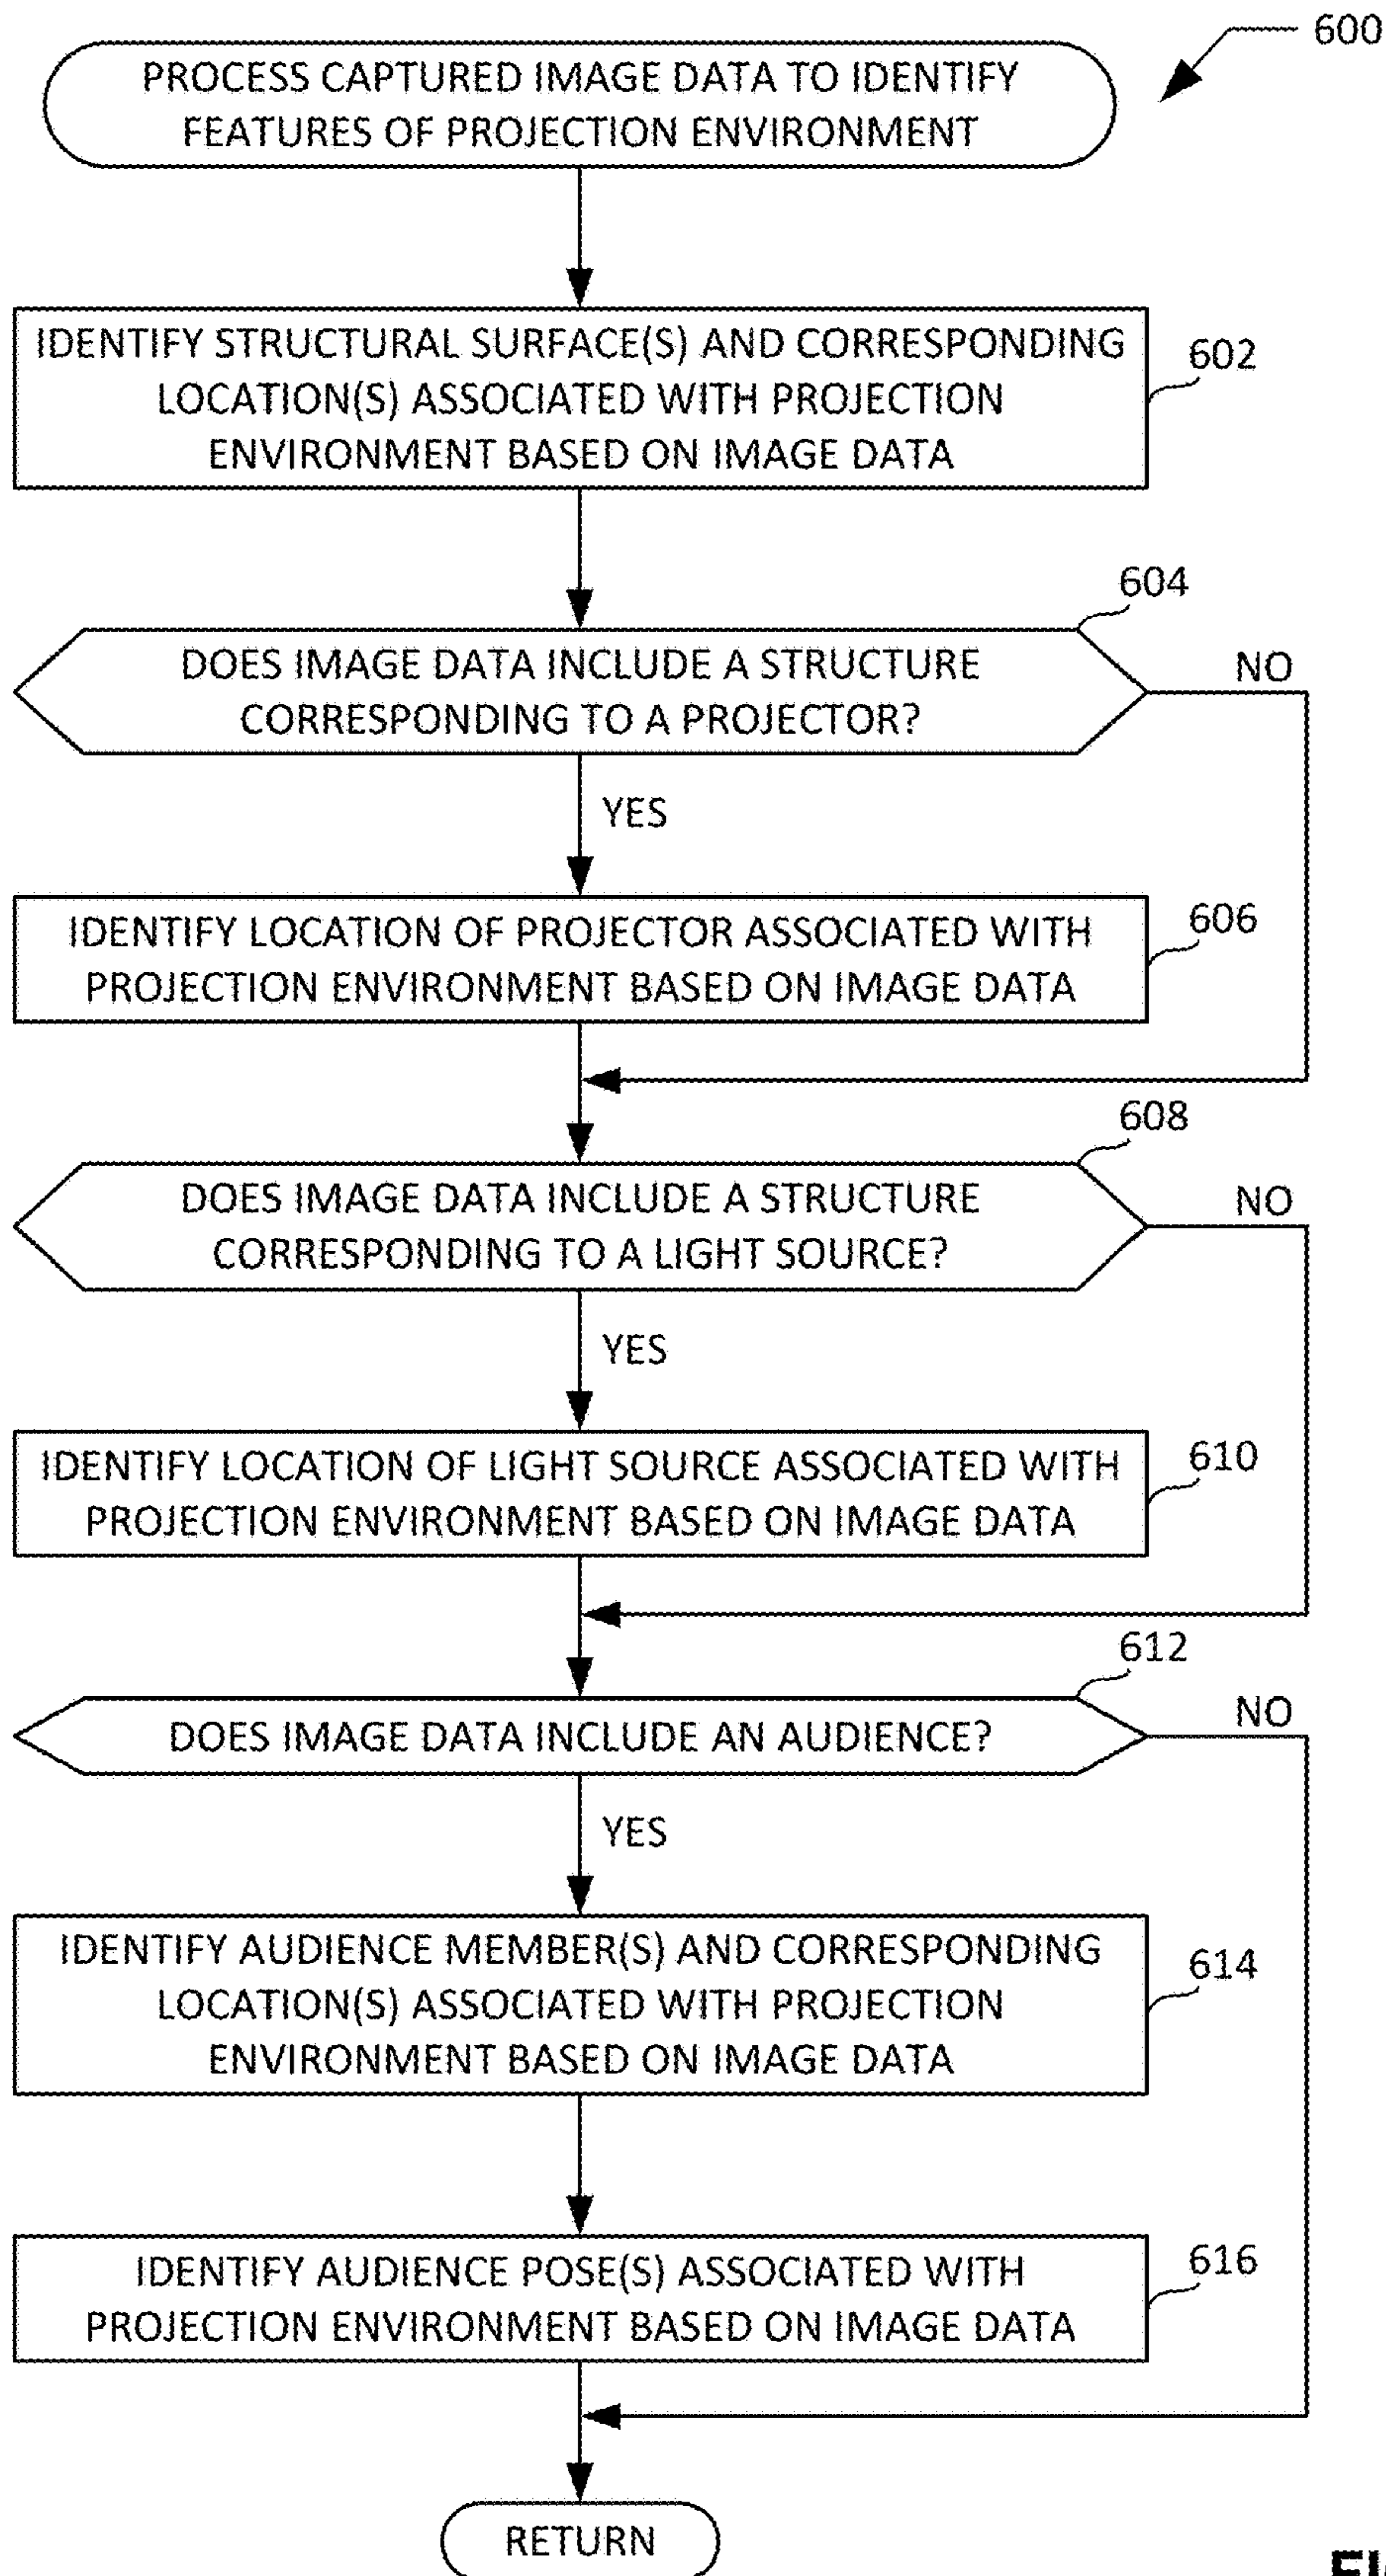 600
PROCESS CAPTURED IMAGE DATA TO IDENTIFY
FEATURES OF PROJECTION ENVIRONMENT
IDENTIFY STRUCTURAL SURFACE(S) AND CORRESPONDING
LOCATION(S) ASSOCIATED WITH PROJECTION
ENVIRONMENT BASED ON IMAGE DATA
602
604
DOES IMAGE DATA INCLUDE A STRUCTURE
CORRESPONDING TO A PROJECTOR?
NO
YES
IDENTIFY LOCATION OF PROJECTOR ASSOCIATED WITH
PROJECTION ENVIRONMENT BASED ON IMAGE DATA
606
608
DOES IMAGE DATA INCLUDE A STRUCTURE
CORRESPONDING TO A LIGHT SOURCE?
NO
YES
IDENTIFY LOCATION OF LIGHT SOURCE ASSOCIATED WITH
PROJECTION ENVIRONMENT BASED ON IMAGE DATA
610
612
DOES IMAGE DATA INCLUDE AN AUDIENCE?
NO
YES
IDENTIFY AUDIENCE MEMBER(S) AND CORRESPONDING
LOCATION(S) ASSOCIATED WITH PROJECTION
ENVIRONMENT BASED ON IMAGE DATA
614
IDENTIFY AUDIENCE POSE(S) ASSOCIATED WITH
PROJECTION ENVIRONMENT BASED ON IMAGE DATA
616
RETURN